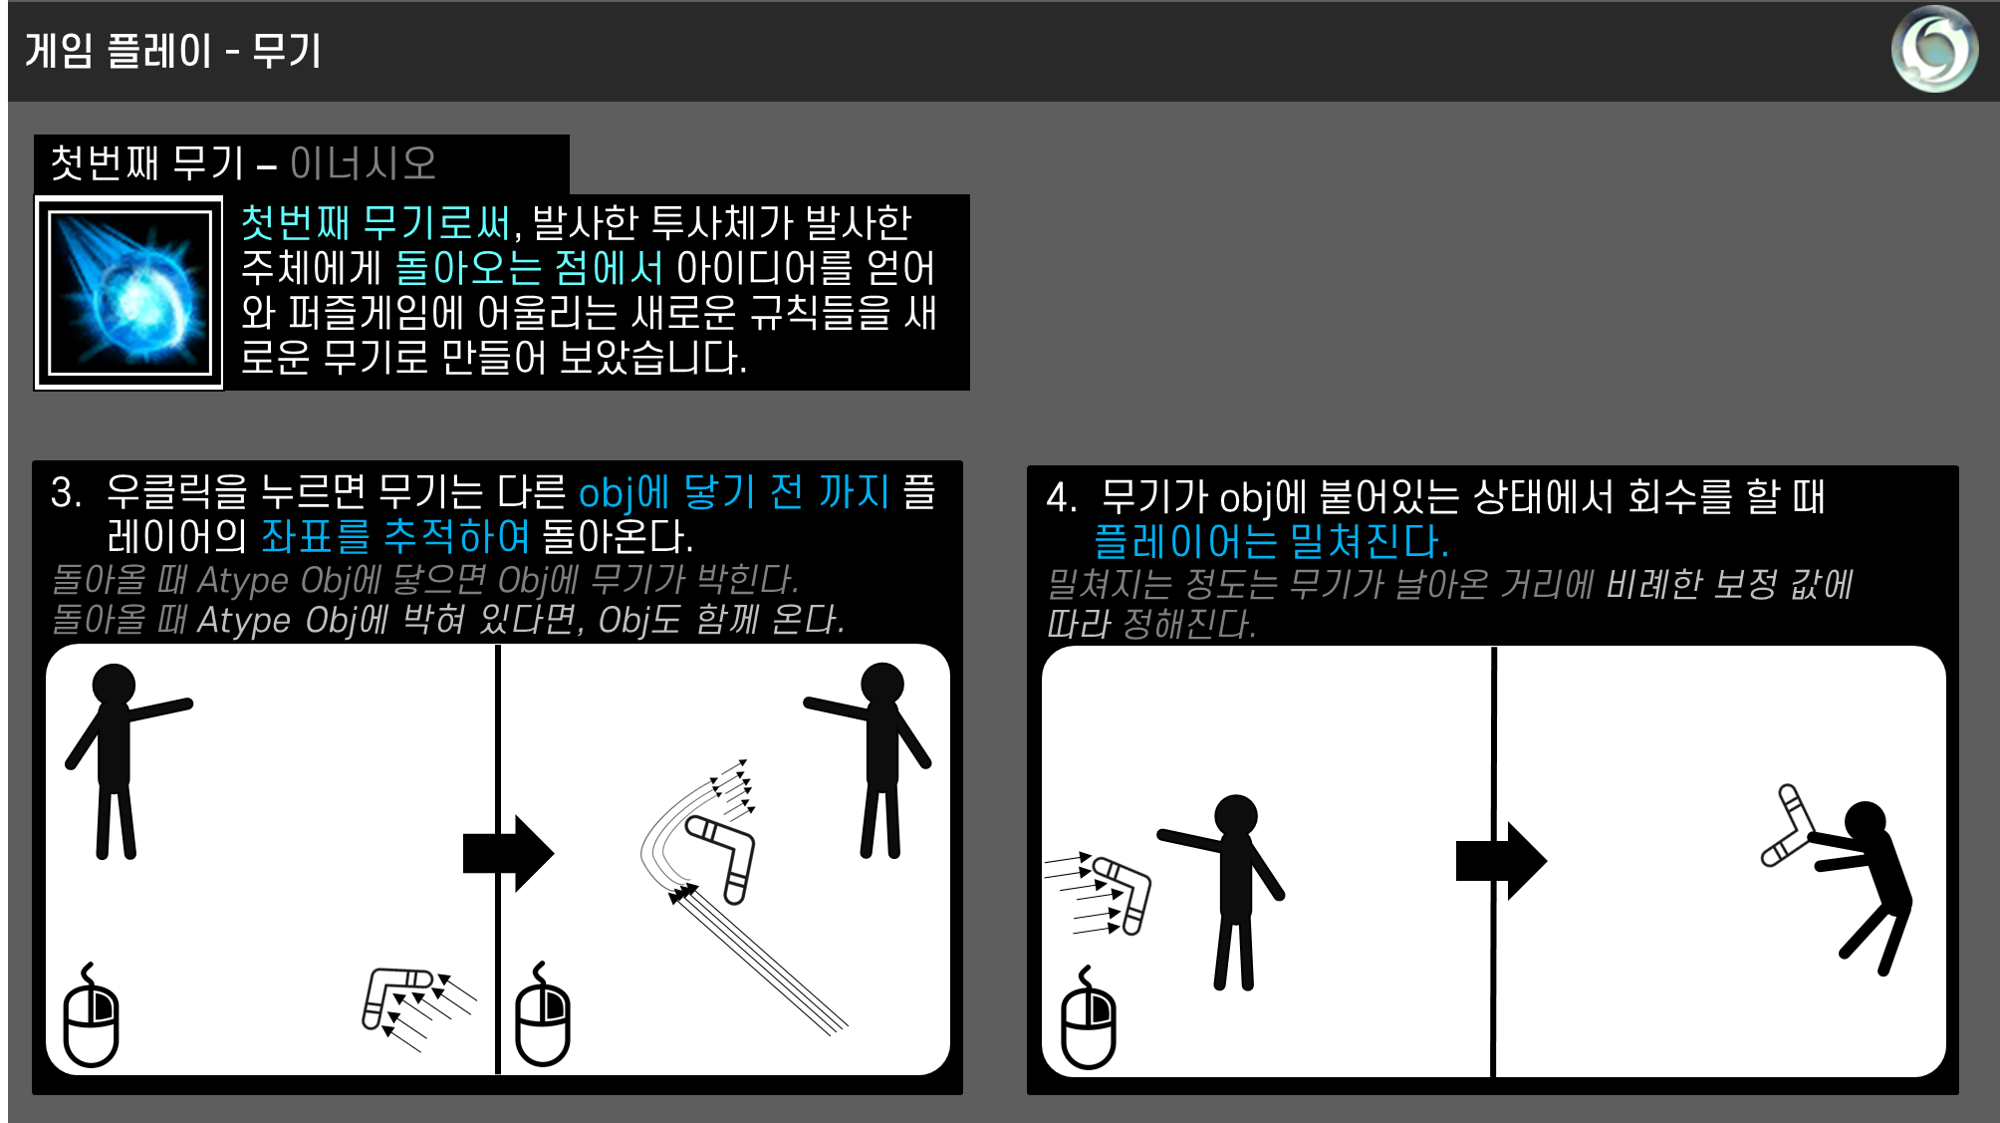 게임 플레이 - 무기
첫번째 무기 – 이너시오
첫번째 무기로써, 발사한 투사체가 발사한
주체에게 돌아오는 점에서 아이디어를 얻어
와 퍼즐게임에 어울리는 새로운 규칙들을 새
로운 무기로 만들어 보았습니다.
3. 우클릭을 누르면 무기는 다른 obj에 닿기 전 까지 플
레이어의 좌표를 추적하여 돌아온다.
돌아올 때 Atype Obj에 닿으면 Obj에 무기가 박힌다.
돌아올 때 Atype Obj에 박혀 있다면, Obj도 함께 온다.
4. 무기가 obj에 붙어있는 상태에서 회수를 할 때
플레이어는 밀쳐진다.
밀쳐지는 정도는 무기가 날아온 거리에 비례한 보정 값에
따라 정해진다.